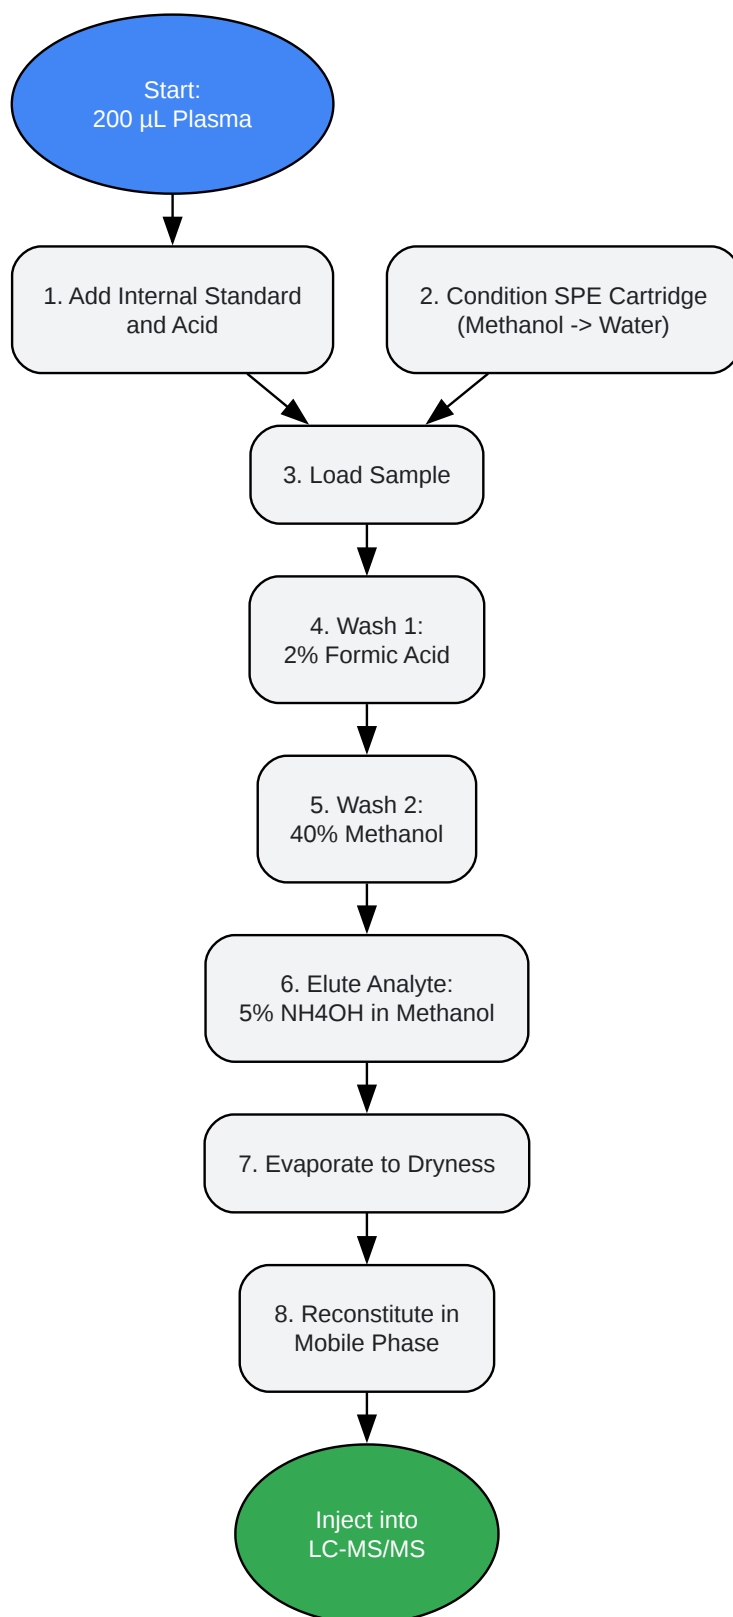 Start:
200 µL Plasma
1. Add Internal Standard
and Acid
2. Condition SPE Cartridge
(Methanol -> Water)
3. Load Sample
4. Wash 1:
2% Formic Acid
5. Wash 2:
40% Methanol
6. Elute Analyte:
5% NH4OH in Methanol
7. Evaporate to Dryness
8. Reconstitute in
Mobile Phase
Inject into
LC-MS/MS